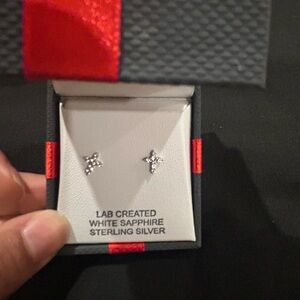 LAB CREATED
WHITE SAPPHIRE
STERLING SILVER